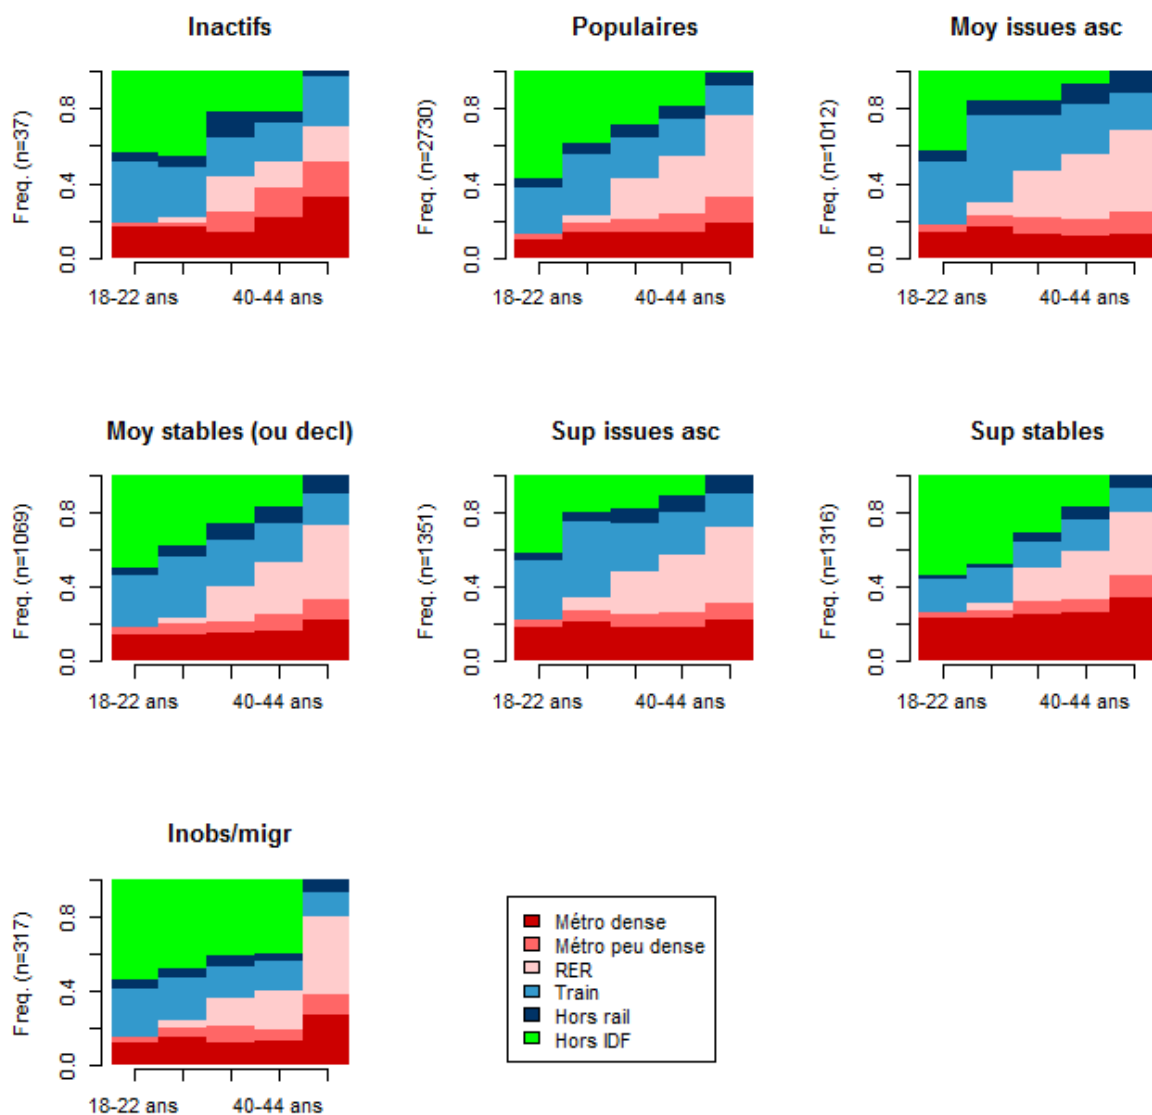 Inactifs
Freq. (n=37)
0.0 0.4 0.8
18-22 ans 40-44 ans
Populaires
Freq. (n=2730)
0.0 0.4 0.8
18-22 ans 40-44 ans
Moy issues asc
Freq. (n=1012)
0.0 0.4 0.8
18-22 ans 40-44 ans
Moy stables (ou decl)
Freq. (n=1069)
0.0 0.4 0.8
18-22 ans 40-44 ans
Sup issues asc
Freq. (n=1351)
0.0 0.4 0.8
18-22 ans 40-44 ans
Sup stables
Freq. (n=1316)
0.0 0.4 0.8
18-22 ans 40-44 ans
Inobs/migr
Freq. (n=317)
0.0 0.4 0.8
18-22 ans 40-44 ans
Métro dense
Métro peu dense
RER
Train
Hors rail
Hors IDF